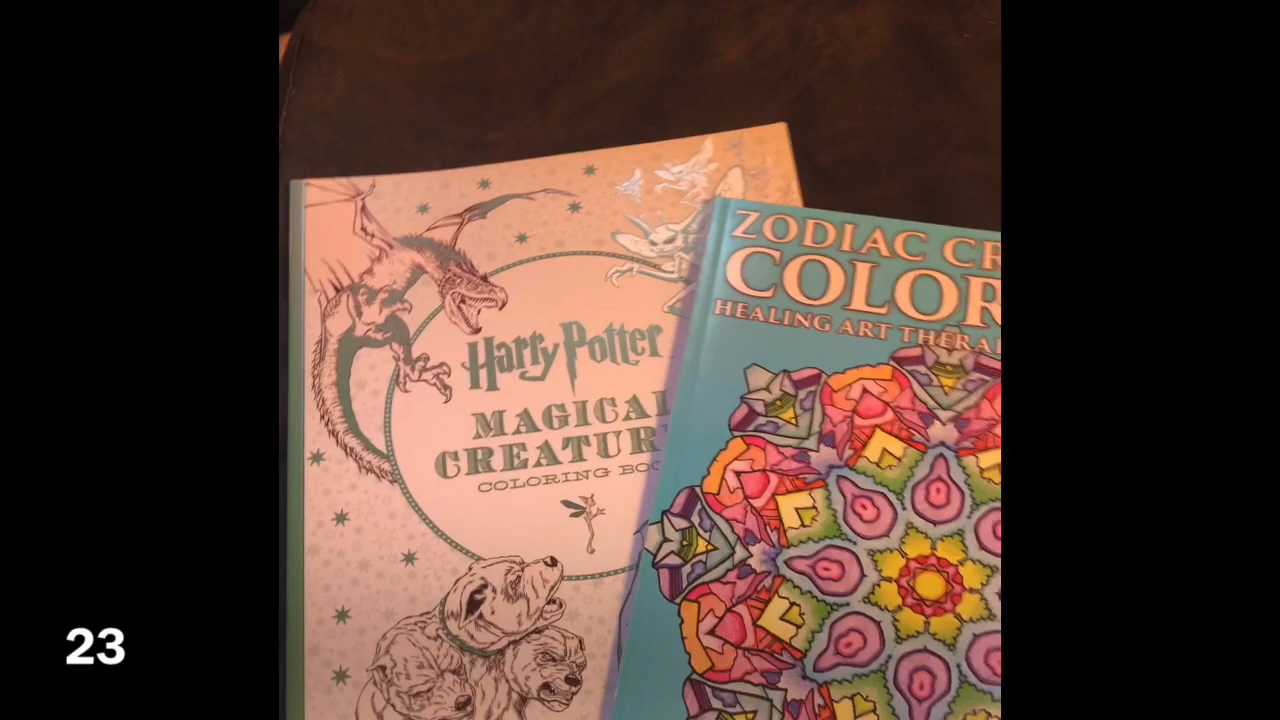 Harry Potter
MAGICAL
CREATUR
COLORING BOO
ZODIAC CR
COLOR
HEALING ART THERA
23